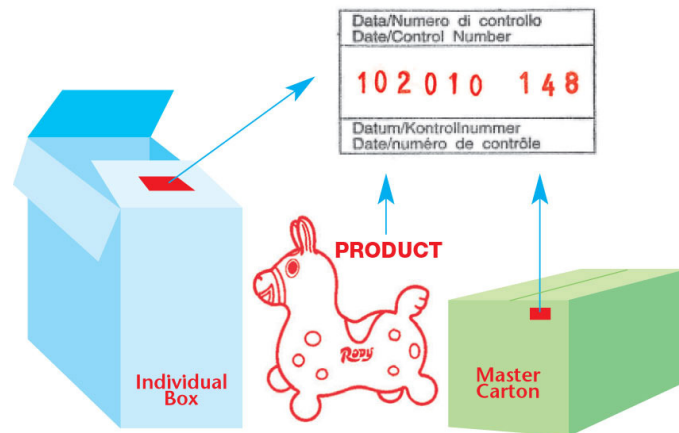 Data/Numero di controllo
Date/Control Number
102010 148
Datum/Kontrollnummer
Date/numéro de contrôle
PRODUCT
Rody
Individual
Box
Master
Carton